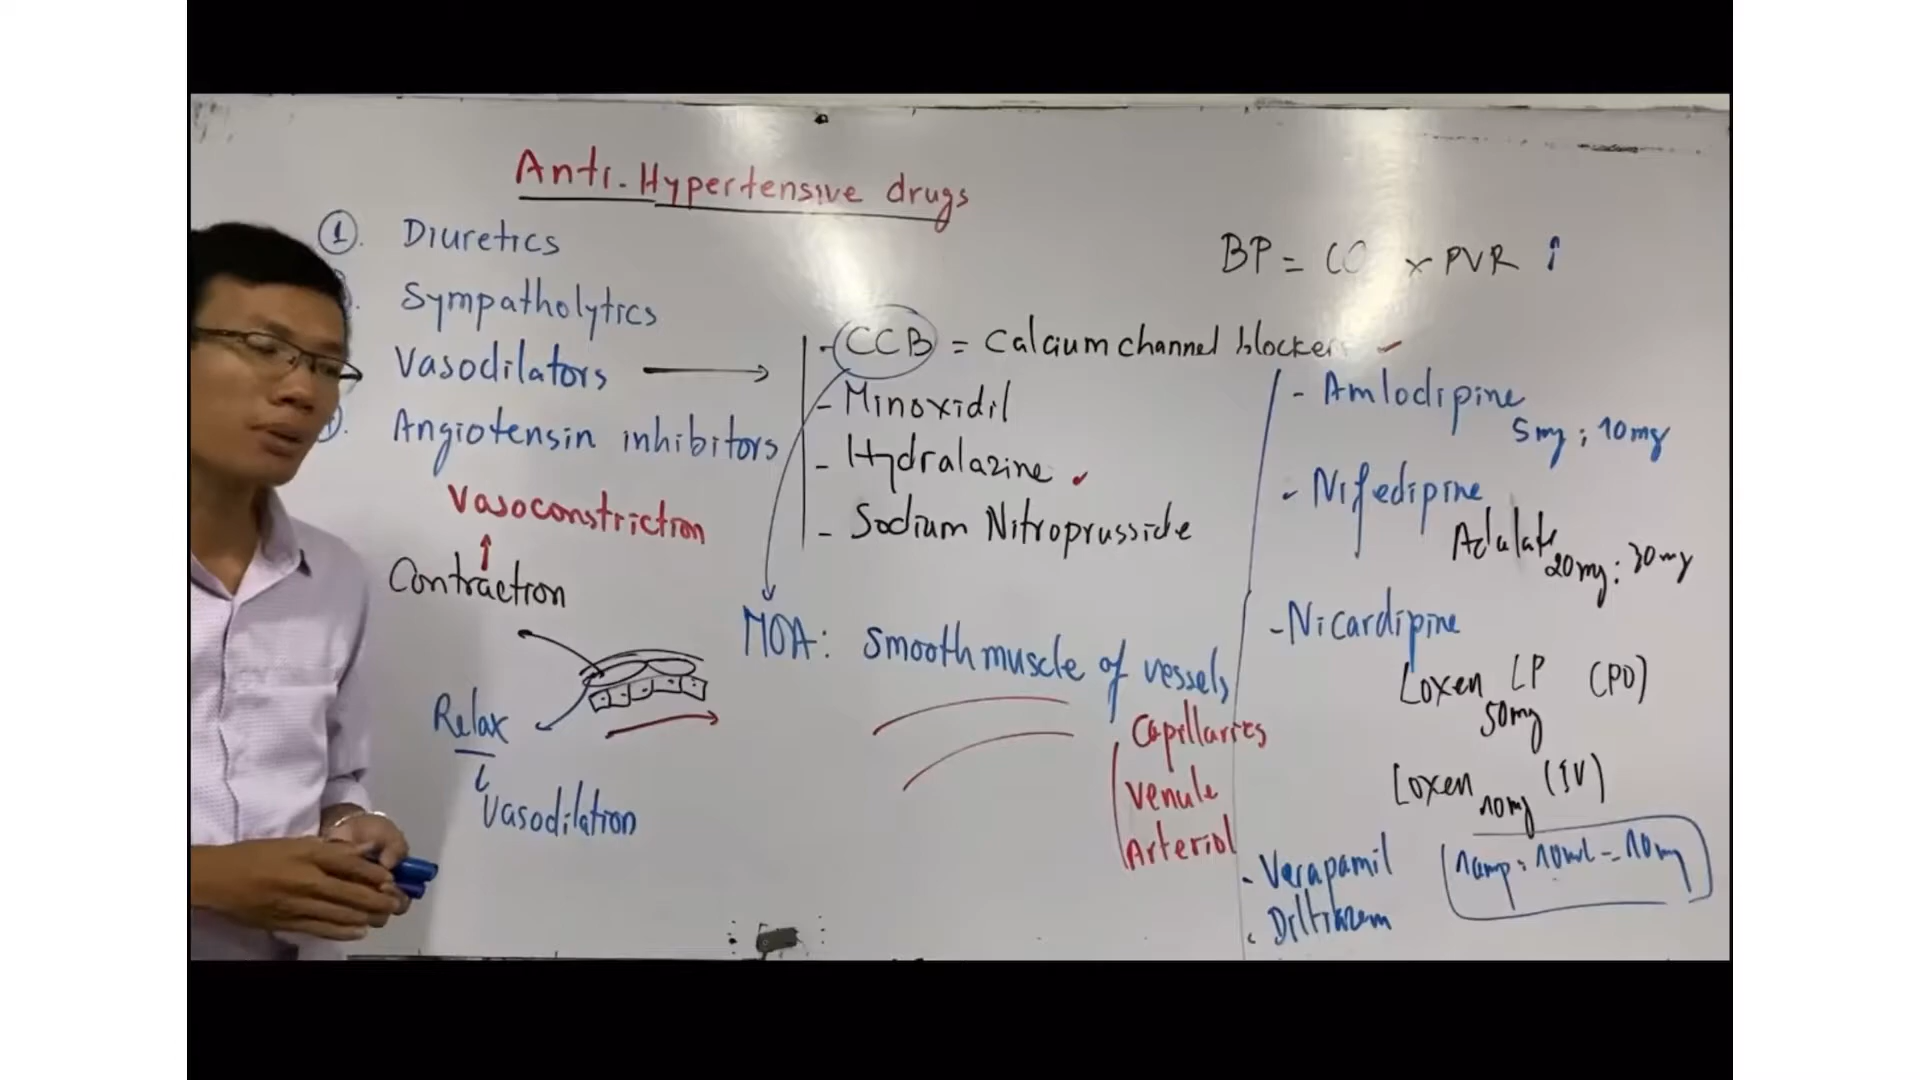 Anti-Hypertensive drugs
1. Diuretics
Sympatholytics
Vasodilators
Angiotensin inhibitors
BP = CO x PVR ↑
- CCB = Calcium channel blocker
- Minoxidil
- Hydralazine ✓
- Sodium Nitroprusside
Vasoconstriction
Contraction
Relax
Vasodilation
MOA: Smooth muscle of vessels
Capillaries
Venule
Arteriol
- Amlodipine
5mg; 10mg
- Nifedipine
Adalate
20mg; 30mg
- Nicardipine
Loxen LP (PO)
50mg
Loxen 10mg (IV)
1amp = 10ml = 10mg
- Verapamil
- Diltiazem